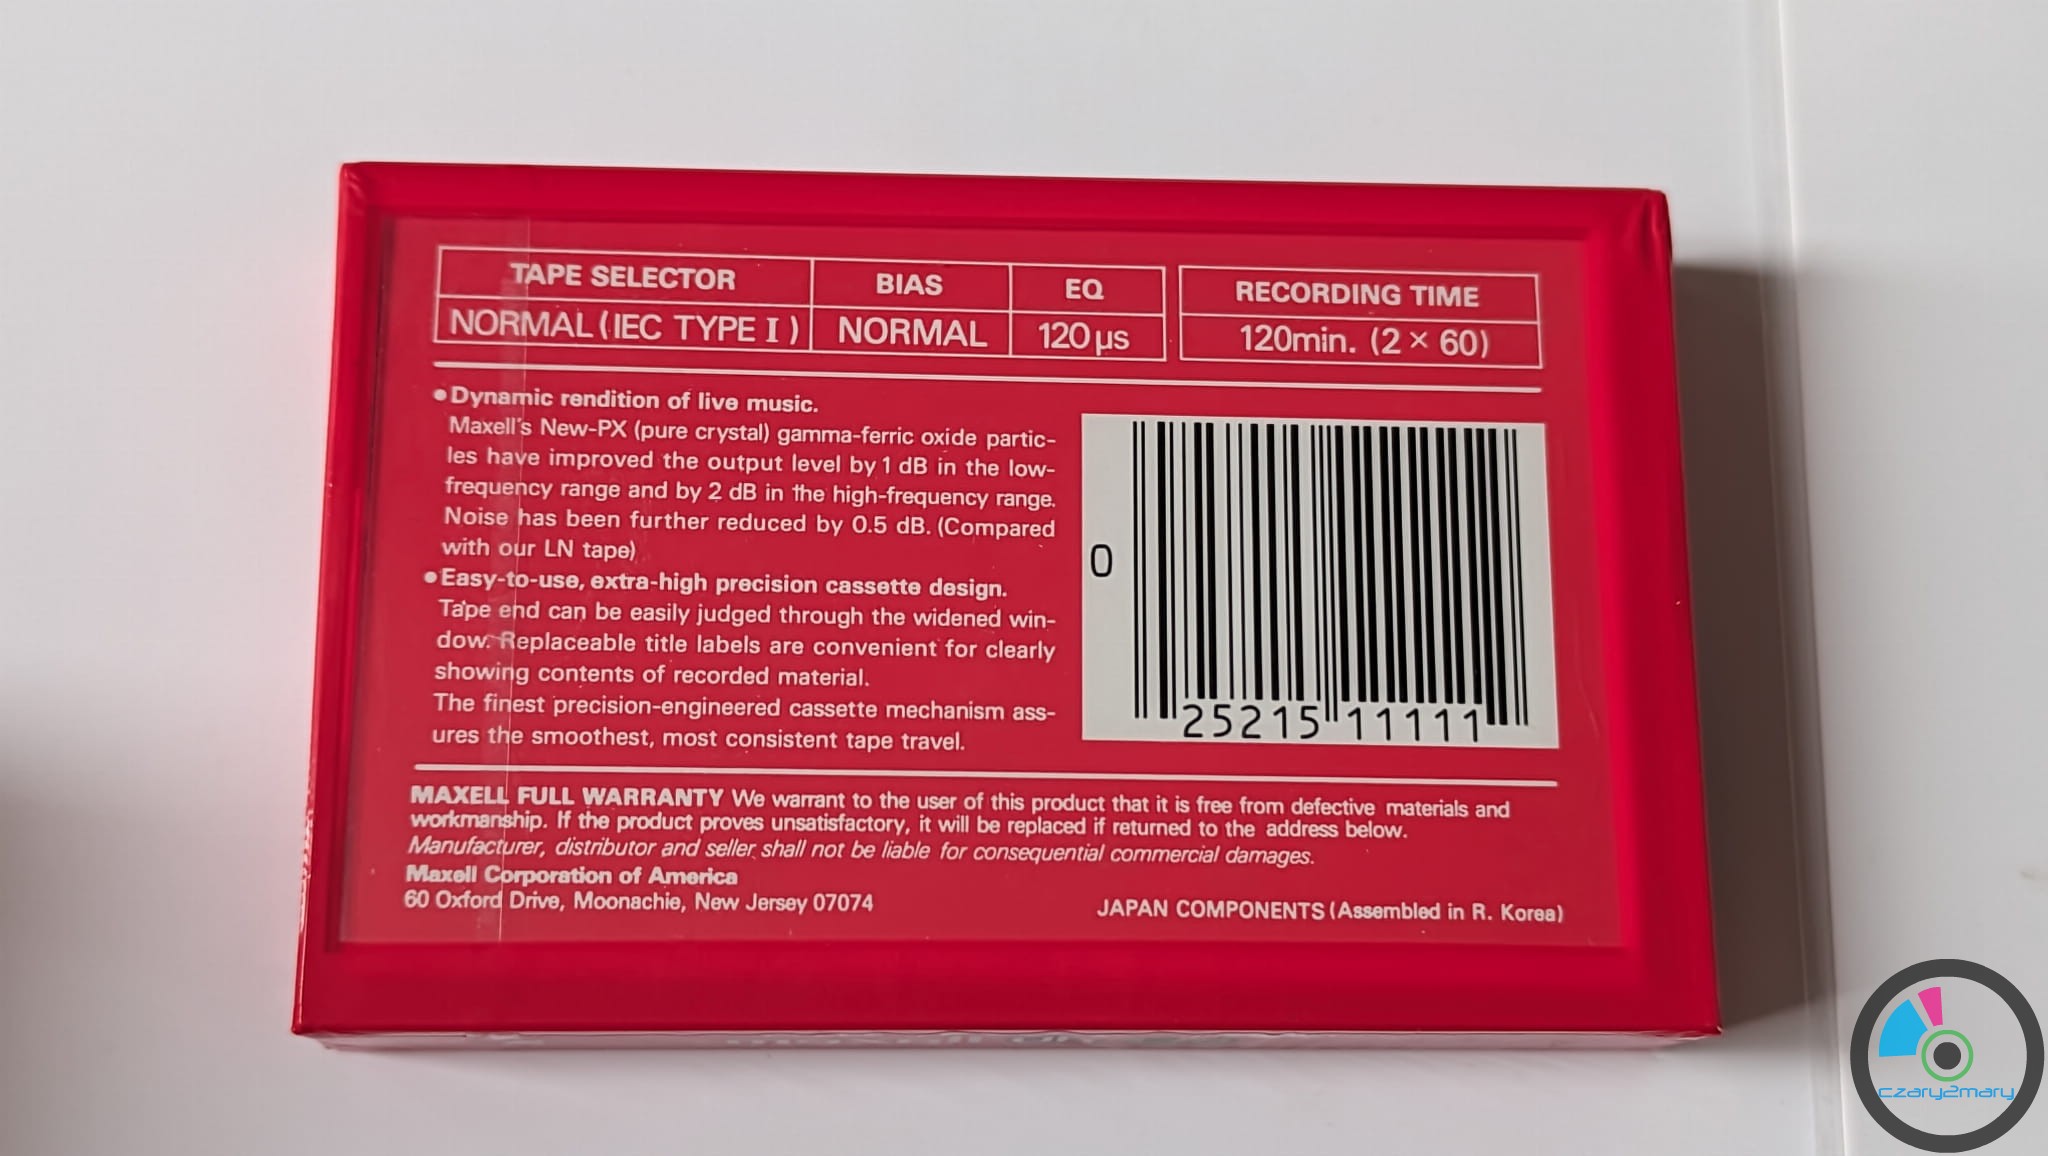 TAPE SELECTOR BIAS EQ RECORDING TIME
NORMAL (IEC TYPE I) NORMAL 120 µs 120min. (2 × 60)
●Dynamic rendition of live music.
Maxell's New-PX (pure crystal) gamma-ferric oxide partic-
les have improved the output level by 1 dB in the low-
frequency range and by 2 dB in the high-frequency range.
Noise has been further reduced by 0.5 dB. (Compared
with our LN tape)
●Easy-to-use, extra-high precision cassette design.
Tape end can be easily judged through the widened win-
dow. Replaceable title labels are convenient for clearly
showing contents of recorded material.
The finest precision-engineered cassette mechanism ass-
ures the smoothest, most consistent tape travel.
0 25215 11111
MAXELL FULL WARRANTY We warrant to the user of this product that it is free from defective materials and
workmanship. If the product proves unsatisfactory, it will be replaced if returned to the address below.
Manufacturer, distributor and seller shall not be liable for consequential commercial damages.
Maxell Corporation of America
60 Oxford Drive, Moonachie, New Jersey 07074
JAPAN COMPONENTS (Assembled in R. Korea)
czary2mary